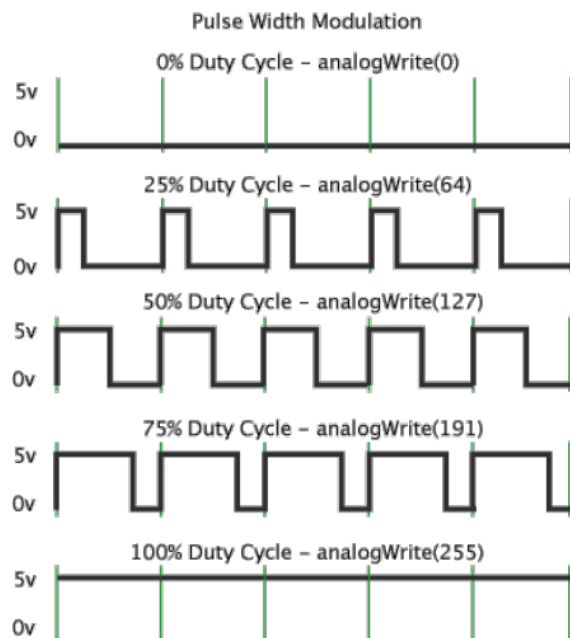 Pulse Width Modulation
0% Duty Cycle – analogWrite(0)
5v
0v
25% Duty Cycle – analogWrite(64)
5v
0v
50% Duty Cycle – analogWrite(127)
5v
0v
75% Duty Cycle – analogWrite(191)
5v
0v
100% Duty Cycle – analogWrite(255)
5v
0v